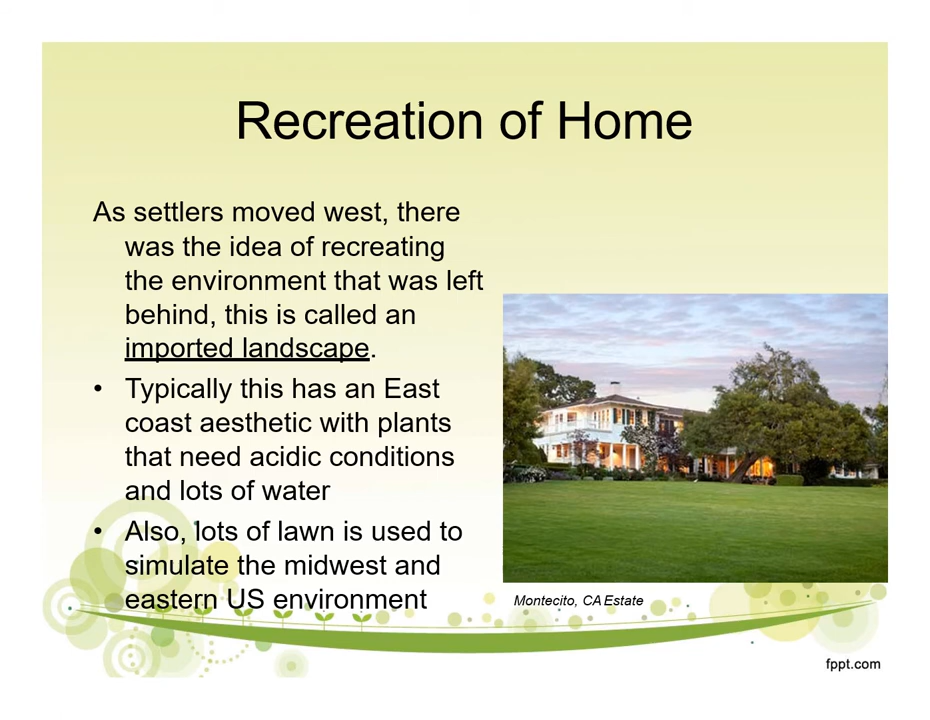 Recreation of Home
As settlers moved west, there
was the idea of recreating
the environment that was left
behind, this is called an
imported landscape.
• Typically this has an East
coast aesthetic with plants
that need acidic conditions
and lots of water
• Also, lots of lawn is used to
simulate the midwest and
eastern US environment
Montecito, CA Estate
fppt.com